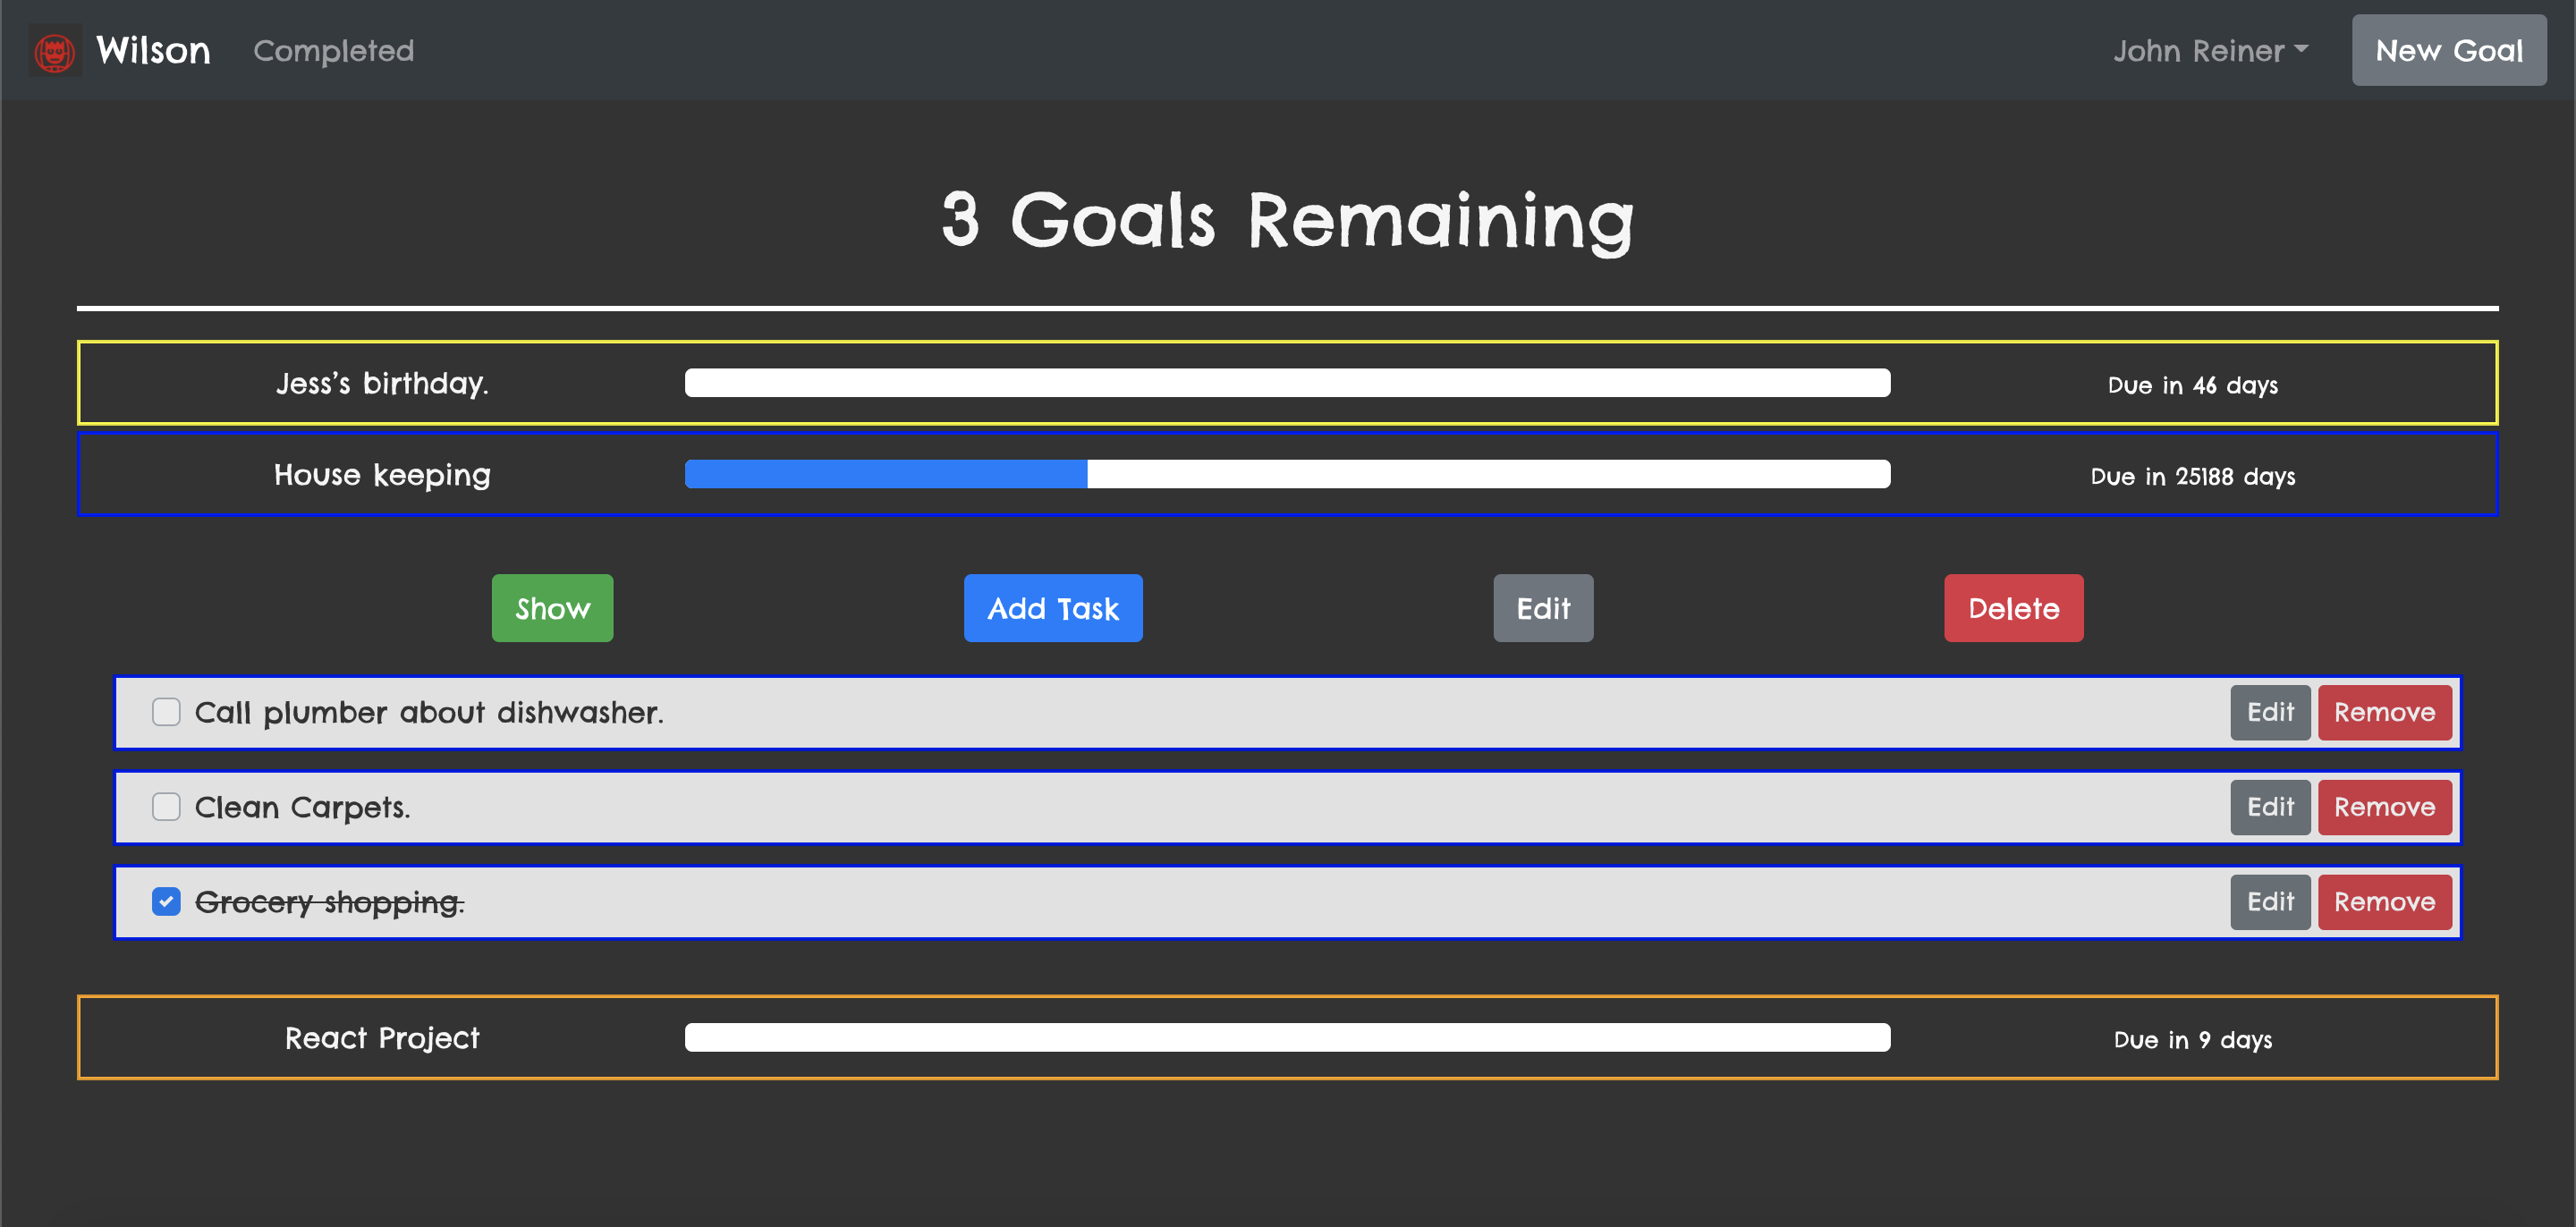 Wilson Completed John Reiner New Goal
3 Goals Remaining
Jess's birthday. Due in 46 days
House keeping Due in 25188 days
Show Add Task Edit Delete
Call plumber about dishwasher. Edit Remove
Clean Carpets. Edit Remove
Grocery shopping. Edit Remove
React Project Due in 9 days